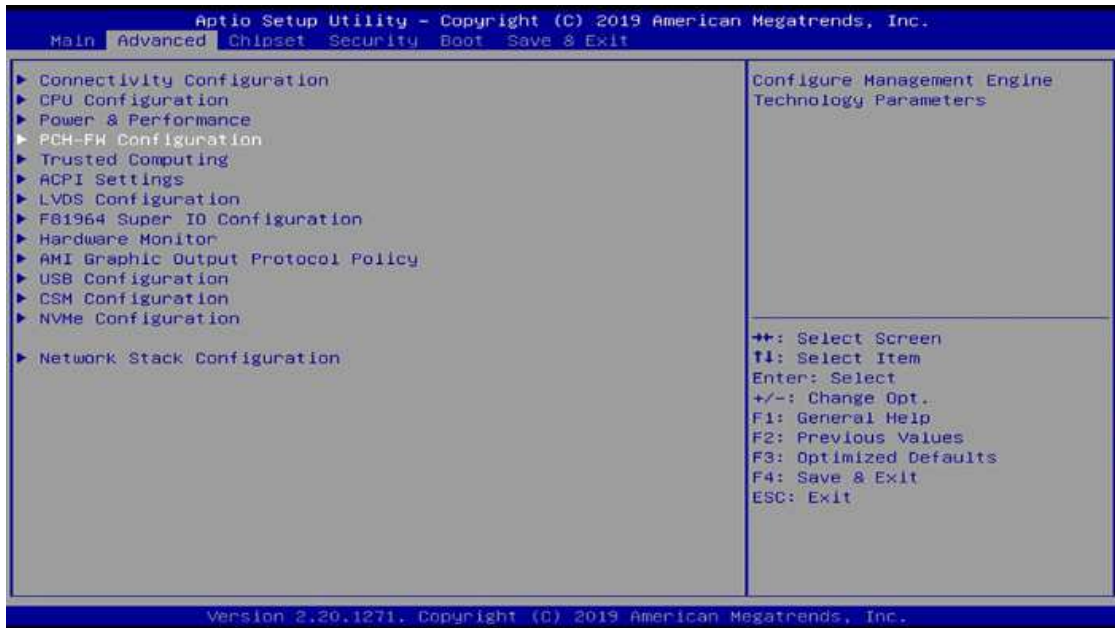 Aptio Setup Utility – Copyright (C) 2019 American Megatrends, Inc.
Main Advanced Chipset Security Boot Save & Exit
► Connectivity Configuration
► CPU Configuration
► Power & Performance
► PCH-FW Configuration
► Trusted Computing
► ACPI Settings
► LVDS Configuration
► F81964 Super IO Configuration
► Hardware Monitor
► AMI Graphic Output Protocol Policy
► USB Configuration
► CSM Configuration
► NVMe Configuration
► Network Stack Configuration
Configure Management Engine
Technology Parameters
→←: Select Screen
↑↓: Select Item
Enter: Select
+/-: Change Opt.
F1: General Help
F2: Previous Values
F3: Optimized Defaults
F4: Save & Exit
ESC: Exit
Version 2.20.1271. Copyright (C) 2019 American Megatrends, Inc.